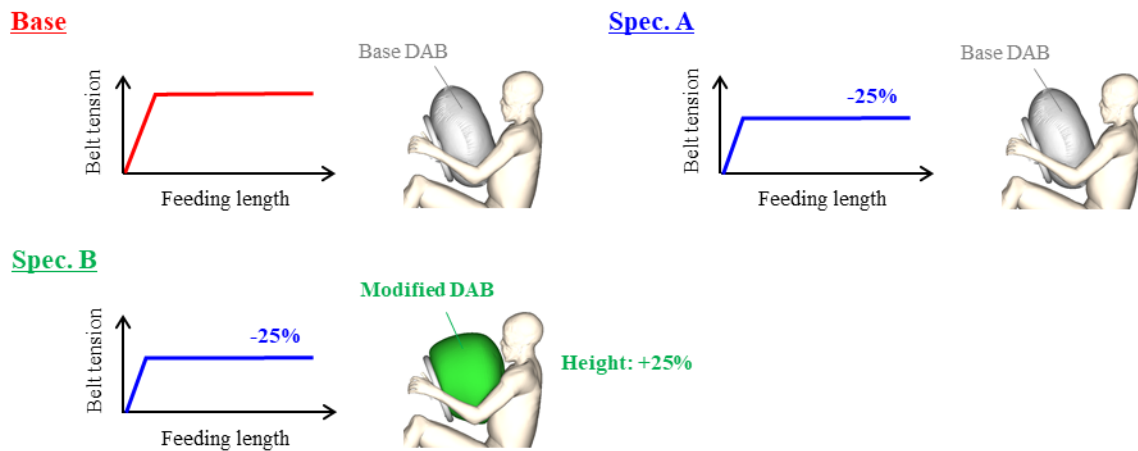 Base
Belt tension
Feeding length
Base DAB
Spec. A
Belt tension
-25%
Feeding length
Base DAB
Spec. B
Belt tension
-25%
Feeding length
Modified DAB
Height: +25%